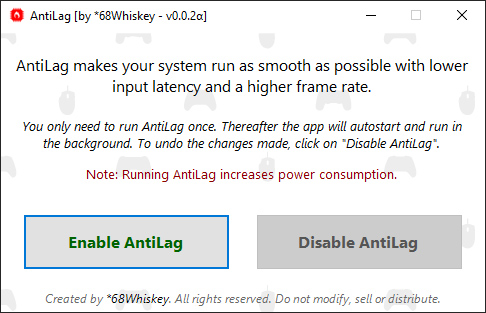 AntiLag [by *68Whiskey - v0.0.2α]
AntiLag makes your system run as smooth as possible with lower
input latency and a higher frame rate.
You only need to run AntiLag once. Thereafter the app will autostart and run in
the background. To undo the changes made, click on "Disable AntiLag".
Note: Running AntiLag increases power consumption.
Enable AntiLag
Disable AntiLag
Created by *68Whiskey. All rights reserved. Do not modify, sell or distribute.